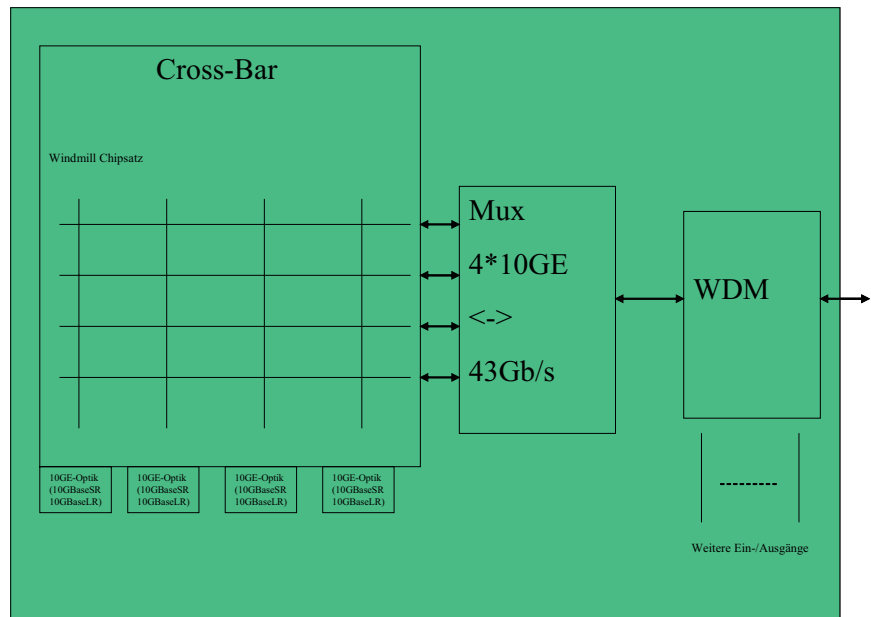 Cross-Bar
Windmill Chipsatz
Mux
4*10GE
<->
43Gb/s
WDM
10GE-Optik
(10GBaseSR
10GBaseLR)
10GE-Optik
(10GBaseSR
10GBaseLR)
10GE-Optik
(10GBaseSR
10GBaseLR)
10GE-Optik
(10GBaseSR
10GBaseLR)
Weitere Ein-/Ausgänge